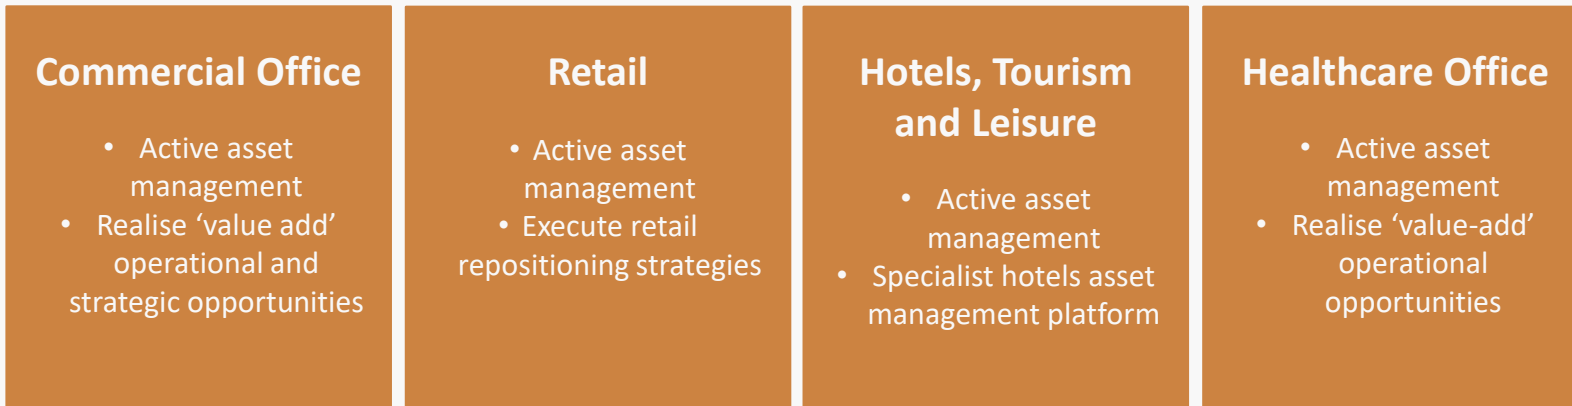 Commercial Office
• Active asset
management
• Realise ‘value add’
operational and
strategic opportunities
Retail
• Active asset
management
• Execute retail
repositioning strategies
Hotels, Tourism
and Leisure
• Active asset
management
• Specialist hotels asset
management platform
Healthcare Office
• Active asset
management
• Realise ‘value-add’
operational
opportunities